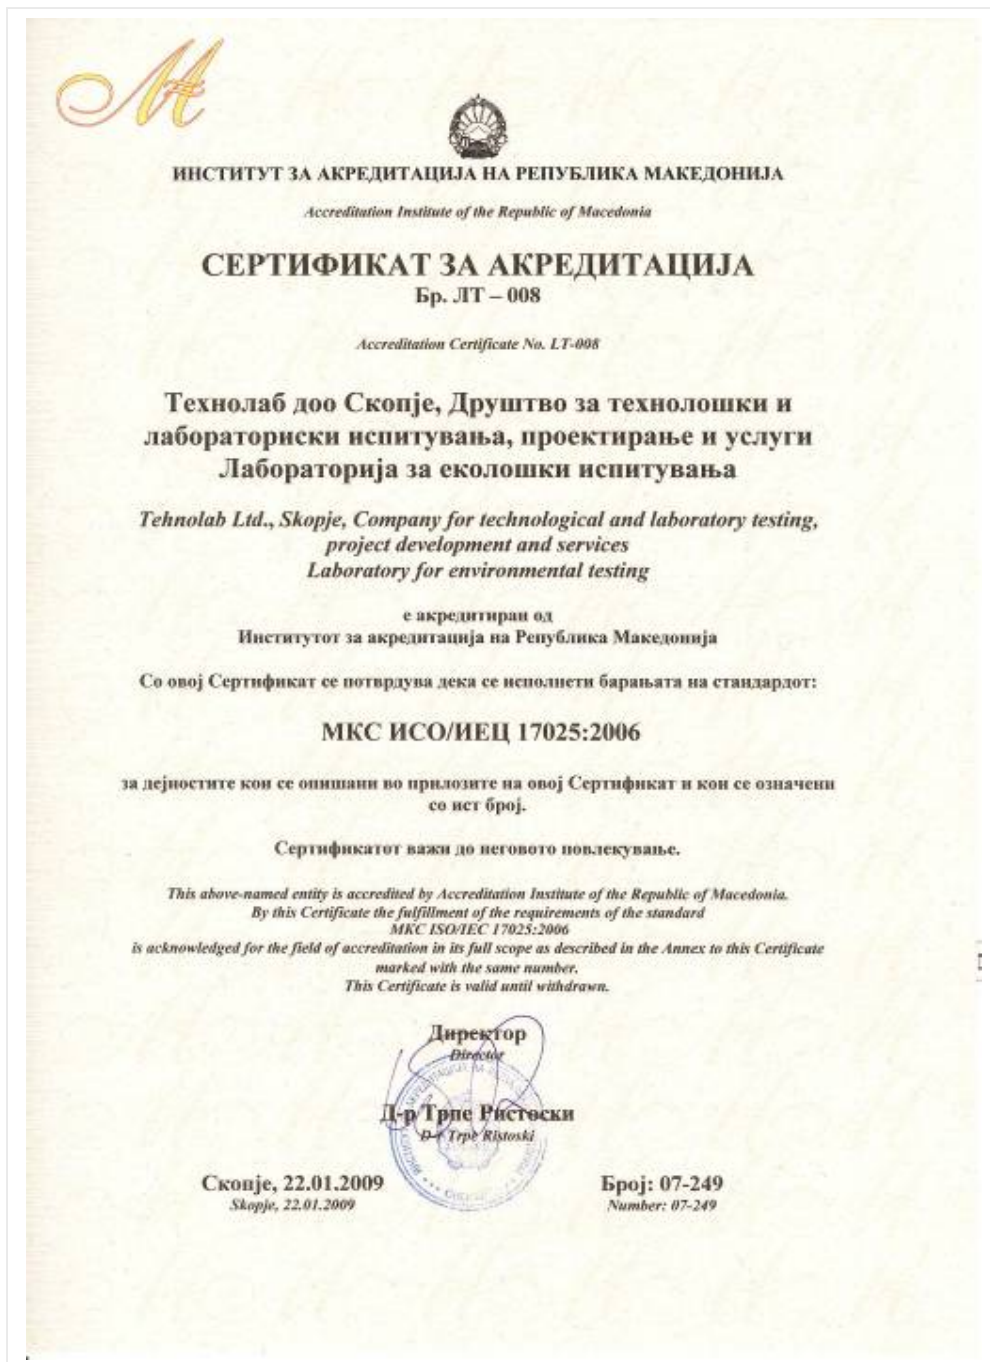 ИНСТИТУТ ЗА АКРЕДИТАЦИЈА НА РЕПУБЛИКА МАКЕДОНИЈА
Accreditation Institute of the Republic of Macedonia
СЕРТИФИКАТ ЗА АКРЕДИТАЦИЈА
Бр. ЛТ – 008
Accreditation Certificate No. LT-008
Технолаб доо Скопје, Друштво за технолошки и
лабораториски испитувања, проектирање и услуги
Лабораторија за еколошки испитувања
Tehnolab Ltd., Skopje, Company for technological and laboratory testing,
project development and services
Laboratory for environmental testing
е акредитиран од
Институтот за акредитација на Република Македонија
Со овој Сертификат се потврдува дека се исполнети барањата на стандардот:
МКС ИСО/ИЕЦ 17025:2006
за дејностите кои се опишани во прилозите на овој Сертификат и кои се означени
со ист број.
Сертификатот важи до неговото повлекување.
This above-named entity is accredited by Accreditation Institute of the Republic of Macedonia.
By this Certificate the fulfillment of the requirements of the standard
МКС ISO/IEC 17025:2006
is acknowledged for the field of accreditation in its full scope as described in the Annex to this Certificate
marked with the same number.
This Certificate is valid until withdrawn.
Директор
Director
Д-р Трпе Ристоски
D-r Trpe Ristoski
Скопје, 22.01.2009
Skopje, 22.01.2009
Број: 07-249
Number: 07-249